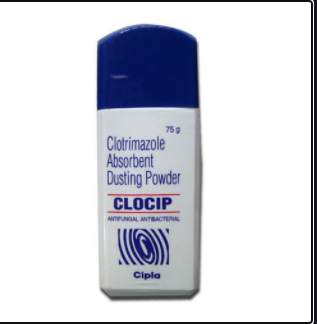 75 g
Clotrimazole
Absorbent
Dusting Powder
CLOCIP
ANTIFUNGAL ANTIBACTERIAL
Cipla